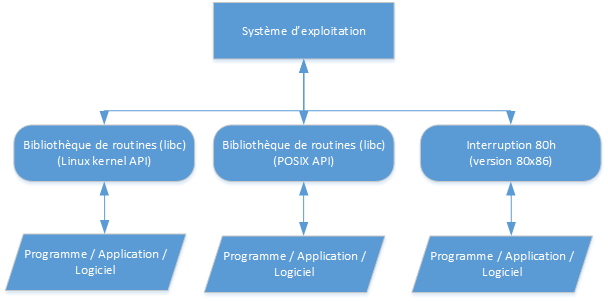 Système d'exploitation
Bibliothèque de routines (libc)
(Linux kernel API)
Bibliothèque de routines (libc)
(POSIX API)
Interruption 80h
(version 80x86)
Programme / Application /
Logiciel
Programme / Application /
Logiciel
Programme / Application /
Logiciel